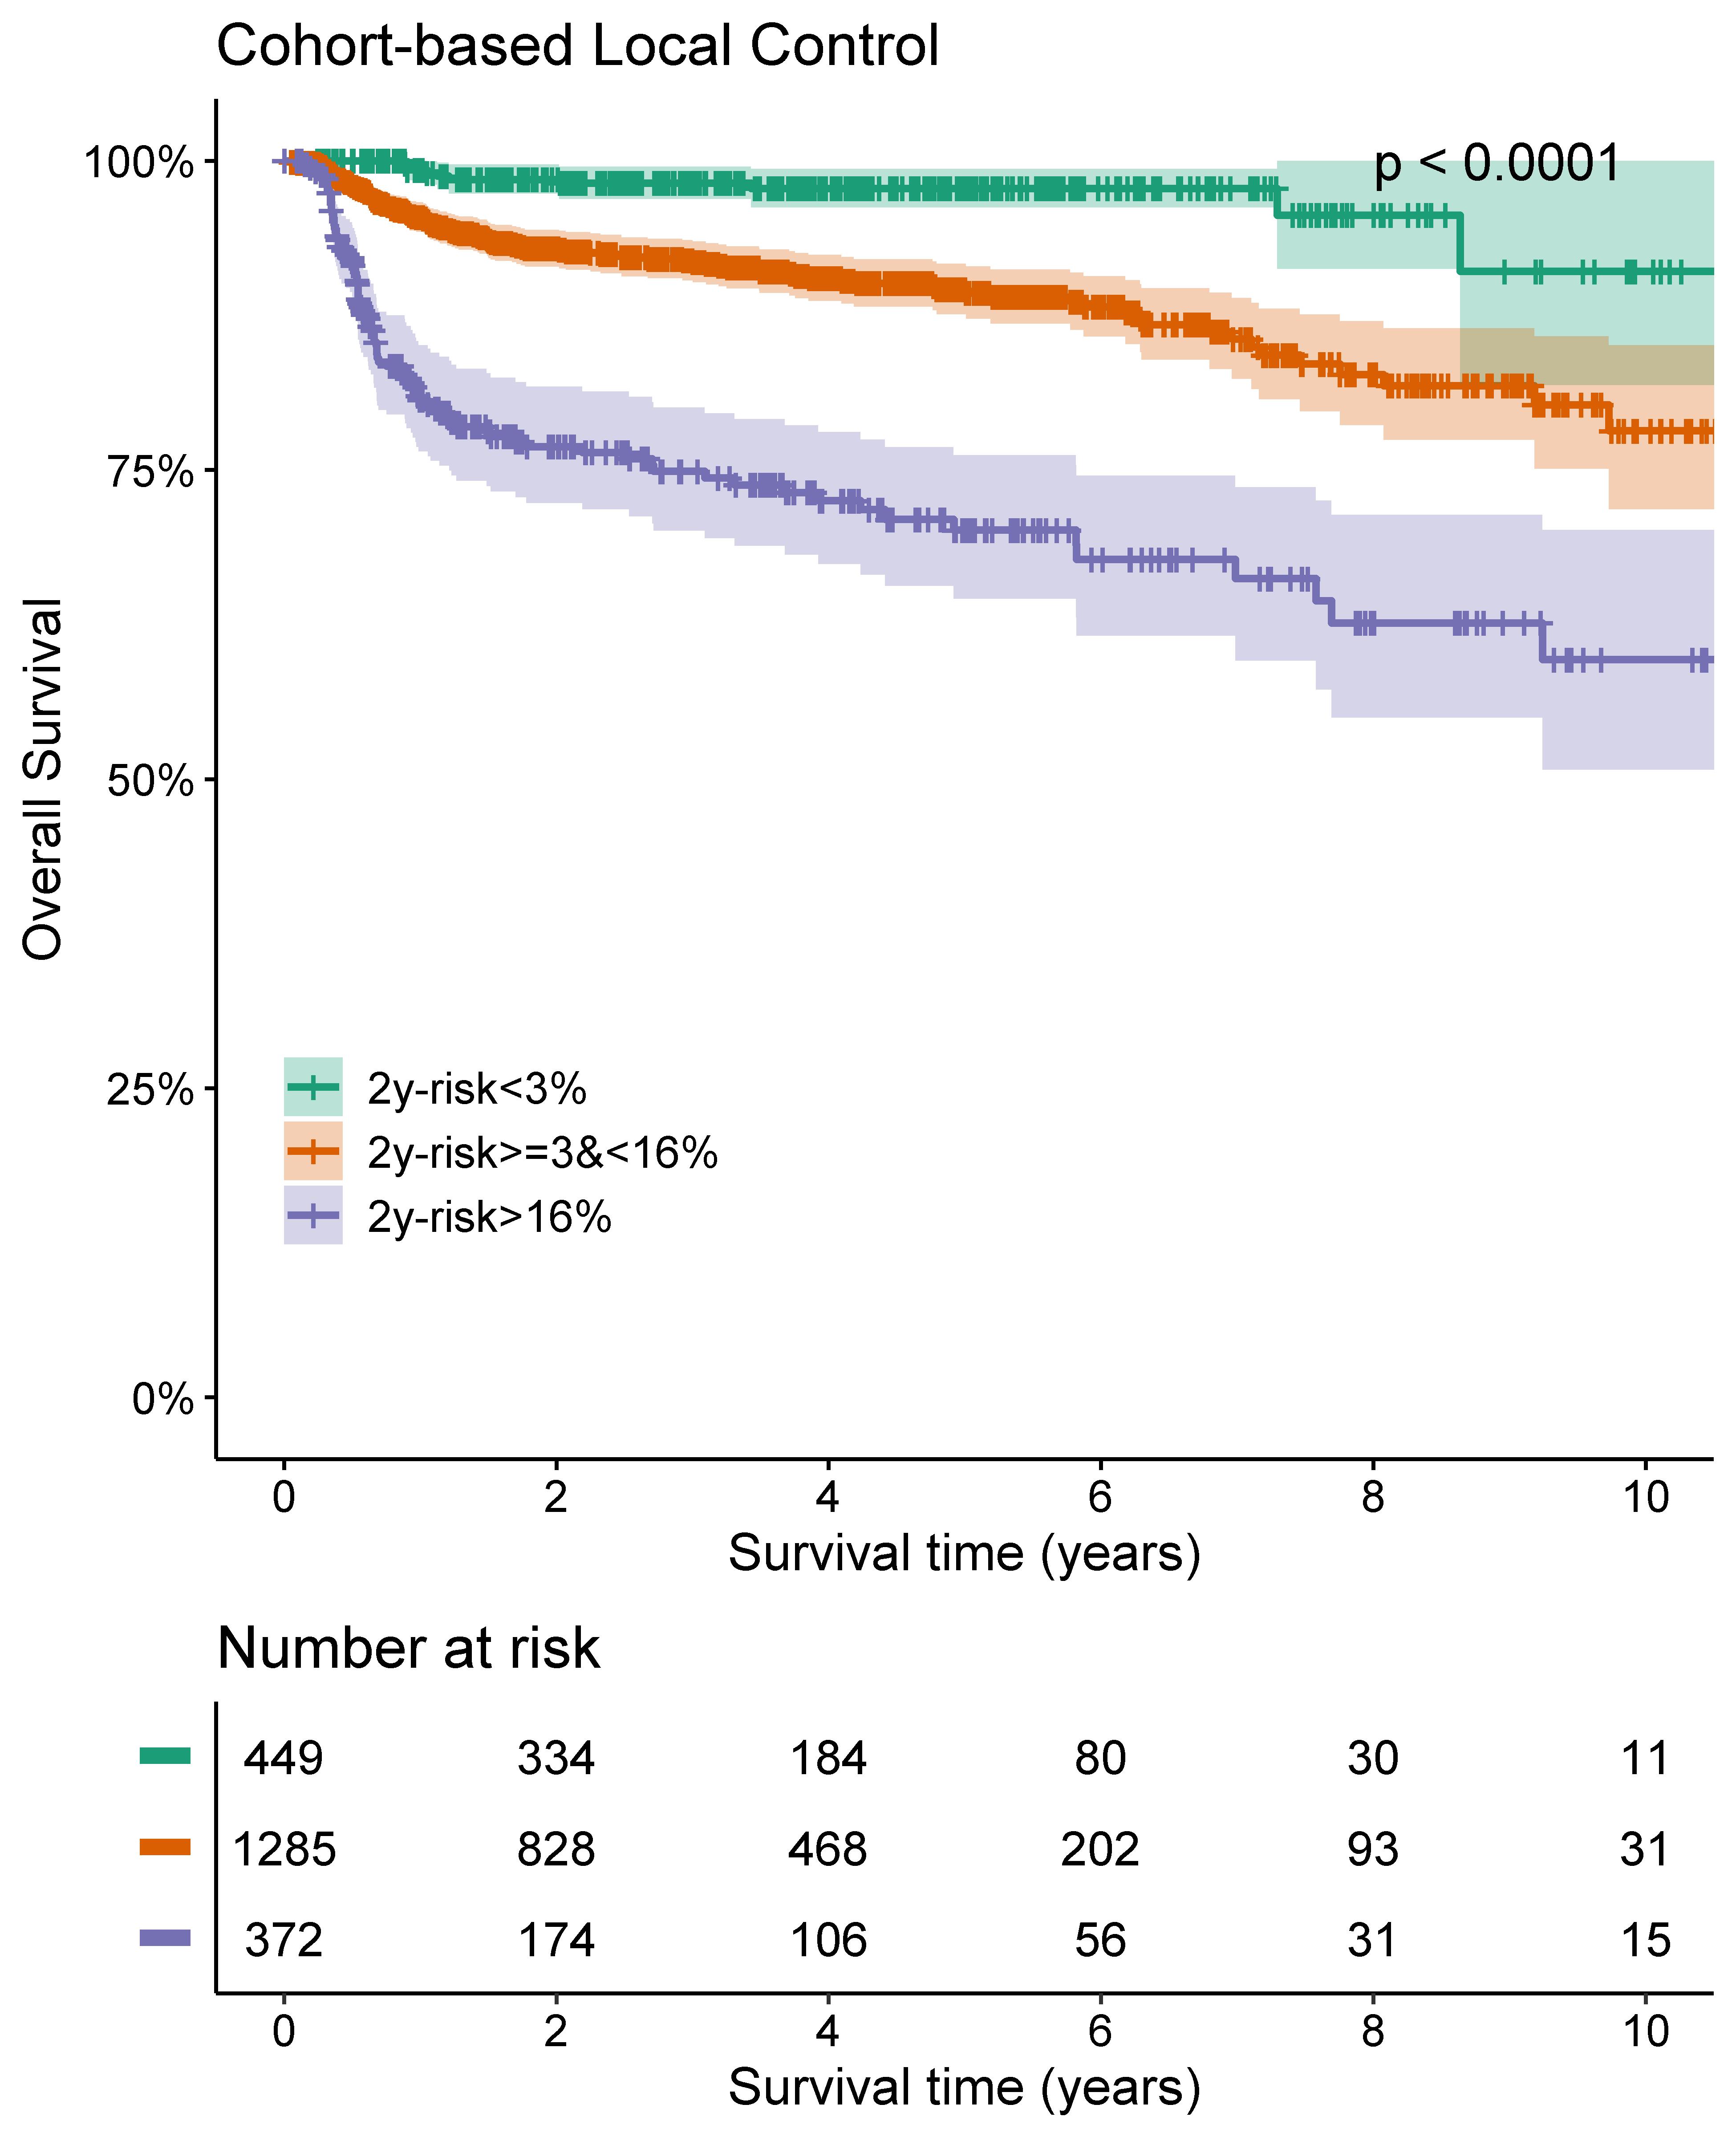 Cohort-based Local Control
p < 0.0001
100%
75%
50%
25%
0%
Overall Survival
2y-risk<3%
2y-risk>=3&<16%
2y-risk>16%
0 2 4 6 8 10
Survival time (years)
Number at risk
449 334 184 80 30 11
1285 828 468 202 93 31
372 174 106 56 31 15
0 2 4 6 8 10
Survival time (years)